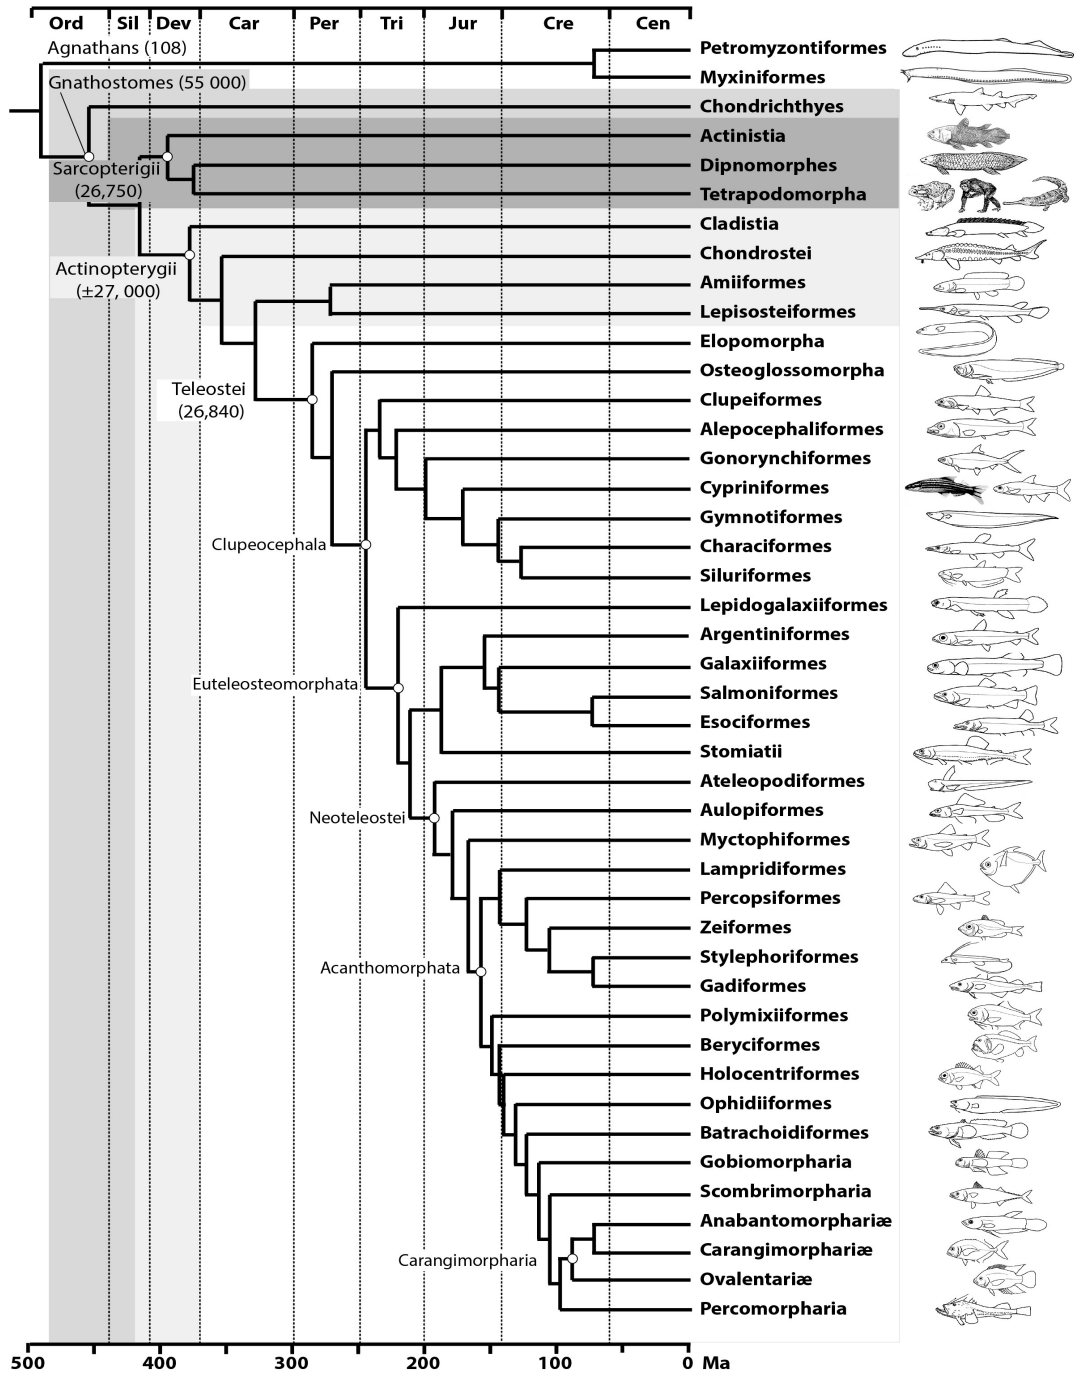 Ord Sil Dev Car Per Tri Jur Cre Cen
Agnathans (108)
Petromyzontiformes
Myxiniformes
Gnathostomes (55 000)
Chondrichthyes
Actinistia
Sarcopterigii
(26,750)
Dipnomorphes
Tetrapodomorpha
Cladistia
Chondrostei
Actinopterygii
(±27, 000)
Amiiformes
Lepisosteiformes
Elopomorpha
Osteoglossomorpha
Teleostei
(26,840)
Clupeiformes
Alepocephaliformes
Gonorynchiformes
Cypriniformes
Gymnotiformes
Clupeocephala
Characiformes
Siluriformes
Lepidogalaxiiformes
Argentiniformes
Galaxiiformes
Euteleosteomorphata
Salmoniformes
Esociformes
Stomiatii
Ateleopodiformes
Neoteleostei
Aulopiformes
Myctophiformes
Lampridiformes
Percopsiformes
Zeiformes
Stylephoriformes
Acanthomorphata
Gadiformes
Polymixiiformes
Beryciformes
Holocentriformes
Ophidiiformes
Batrachoidiformes
Gobiomorpharia
Scombrimorpharia
Anabantomorphariæ
Carangimorphariæ
Carangimorpharia
Ovalentariæ
Percomorpharia
500 400 300 200 100 0 Ma